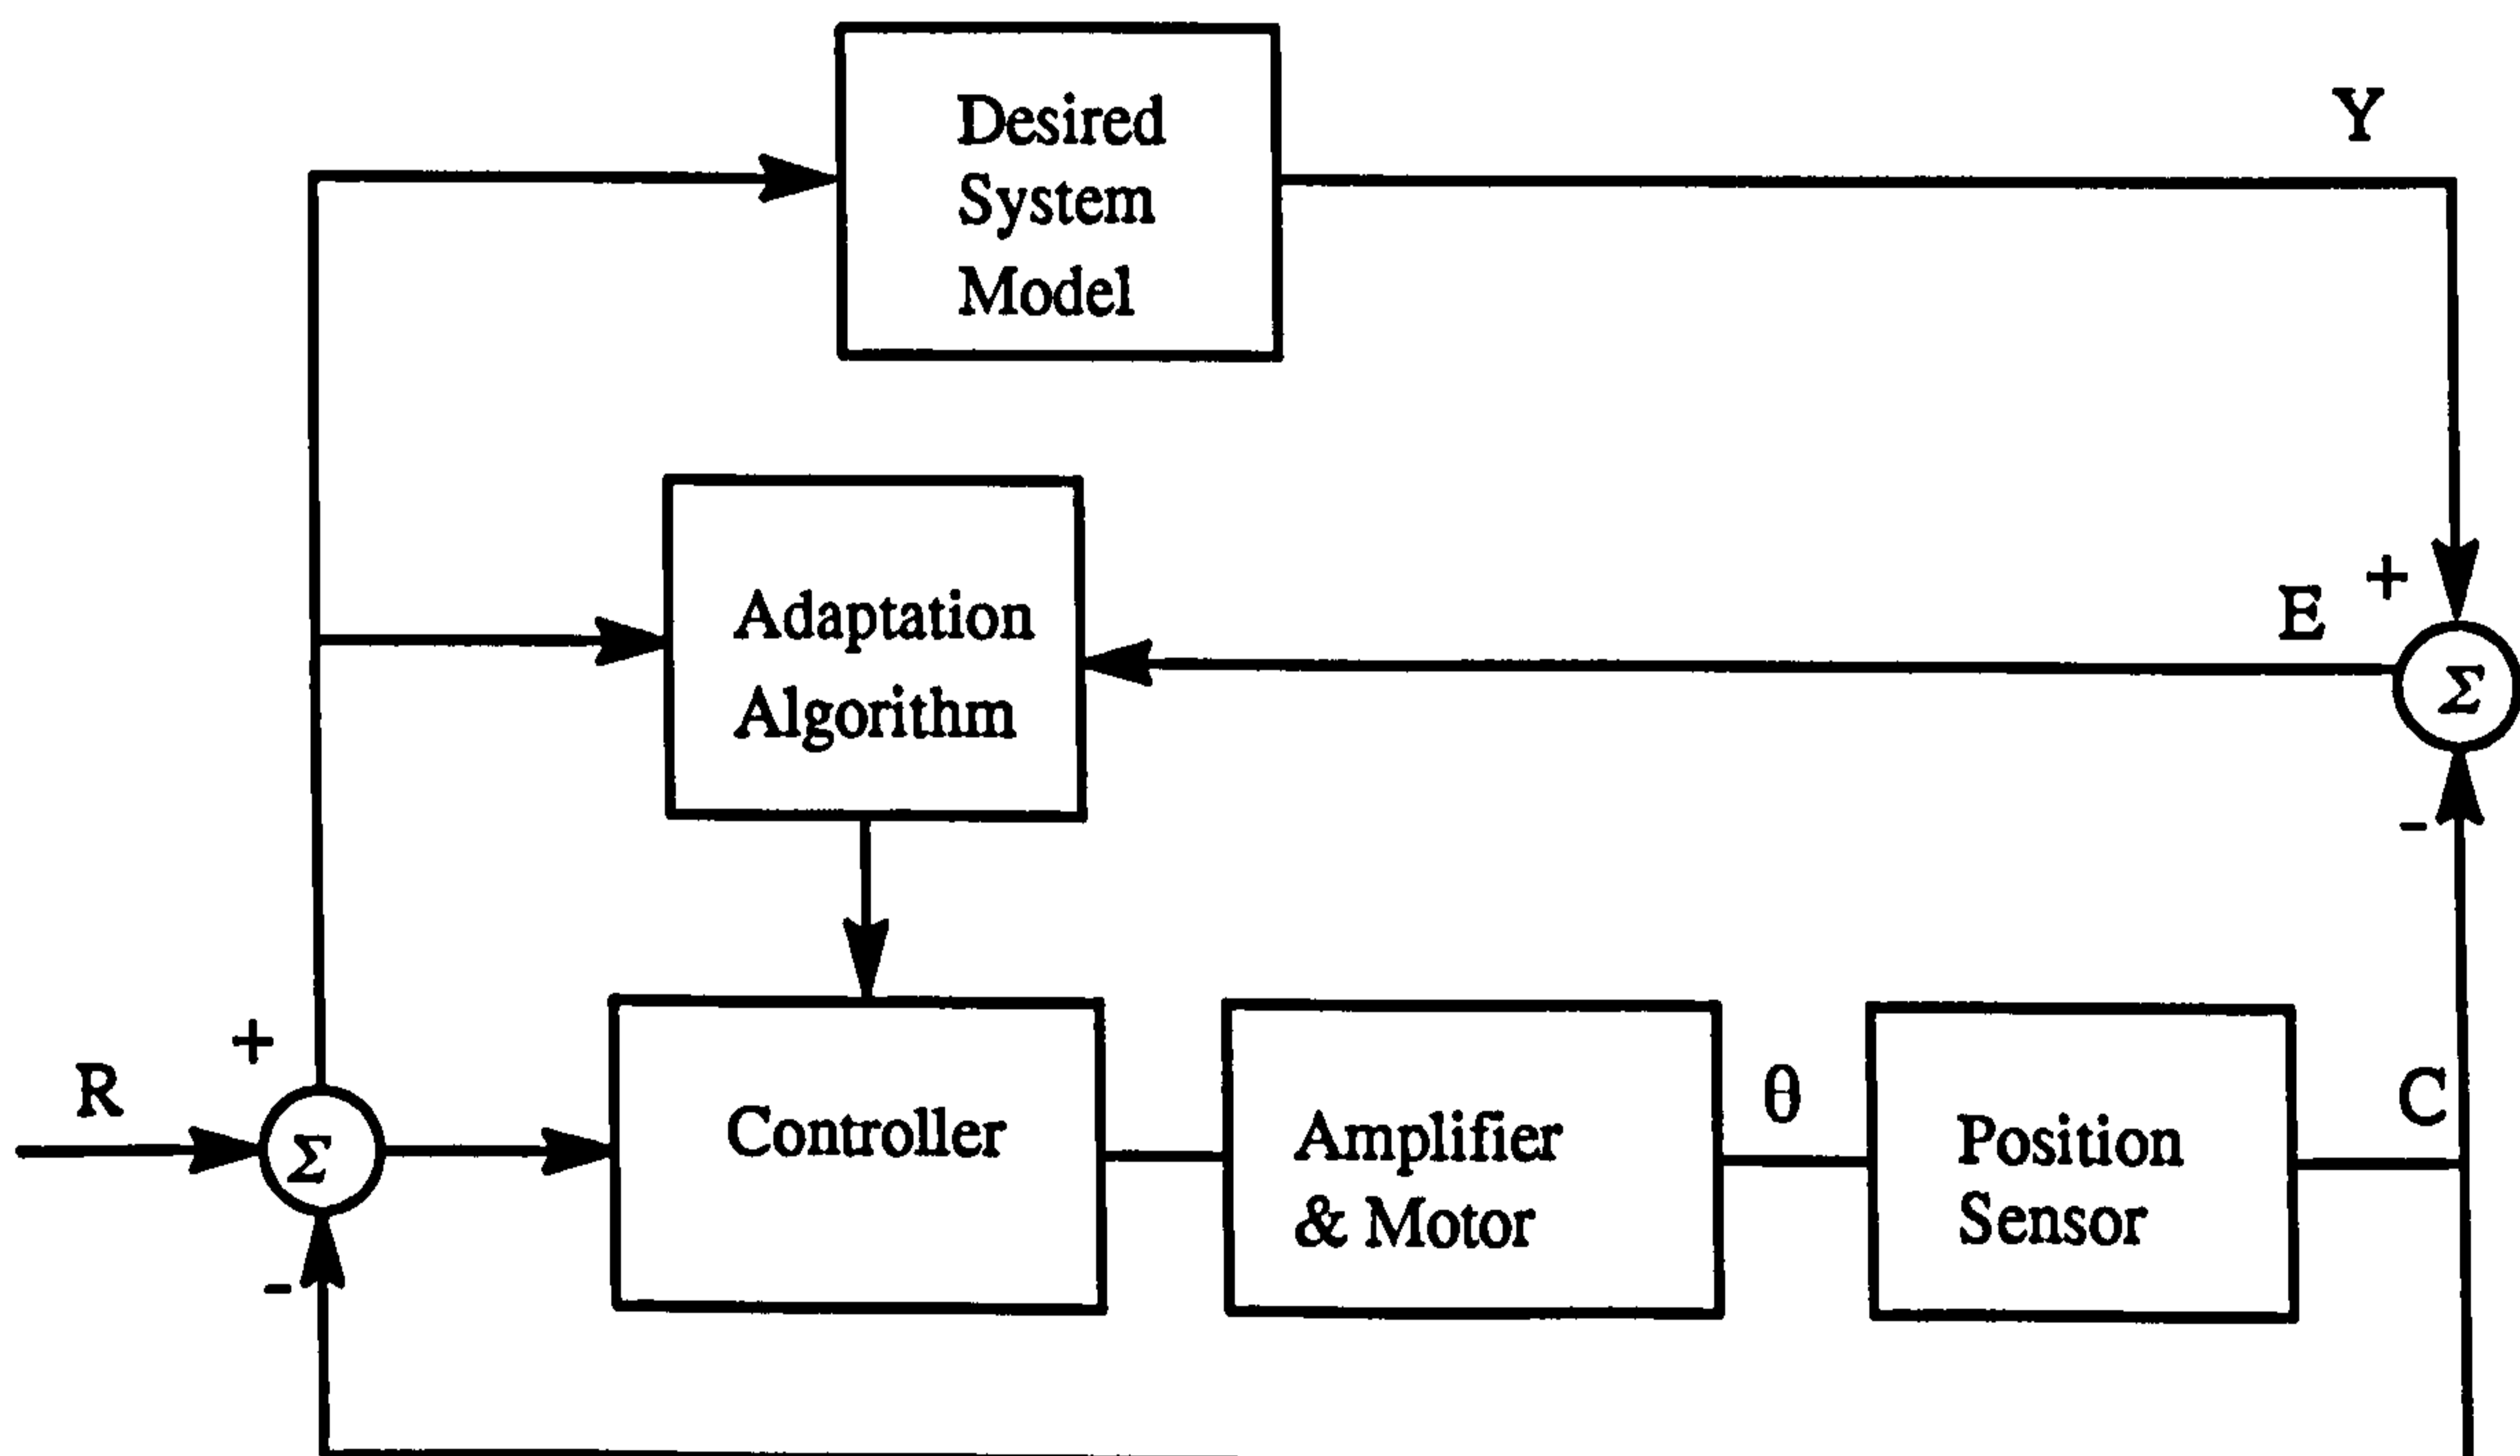 Desired
System
Model
Y
Adaptation
Algorithm
E
+
Σ
-
+
R
Σ
-
Controller
Amplifier
& Motor
θ
Position
Sensor
C